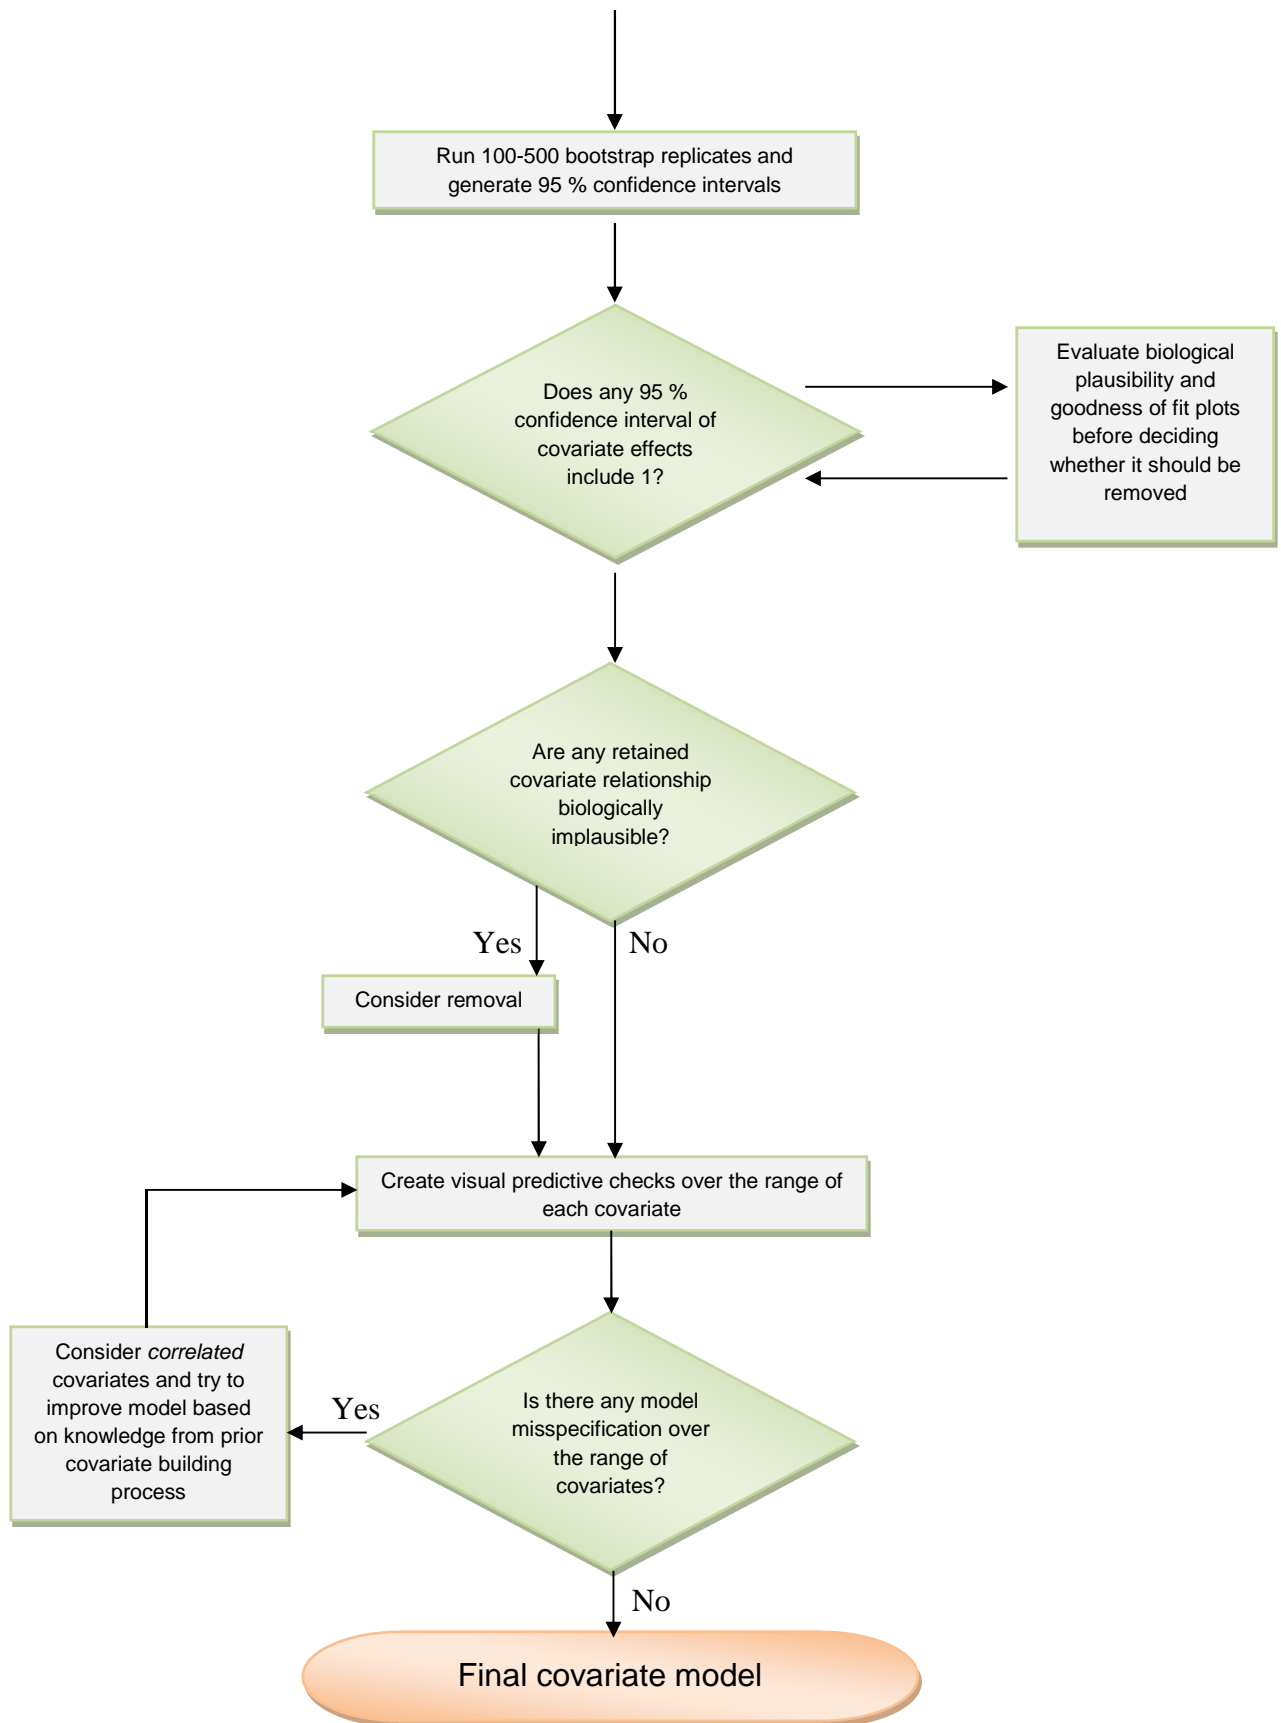 Run 100-500 bootstrap replicates and
generate 95 % confidence intervals
Does any 95 %
confidence interval of
covariate effects
include 1?
Evaluate biological
plausibility and
goodness of fit plots
before deciding
whether it should be
removed
Are any retained
covariate relationship
biologically
implausible?
Yes
No
Consider removal
Create visual predictive checks over the range of
each covariate
Consider correlated
covariates and try to
improve model based
on knowledge from prior
covariate building
process
Yes
Is there any model
misspecification over
the range of
covariates?
No
Final covariate model